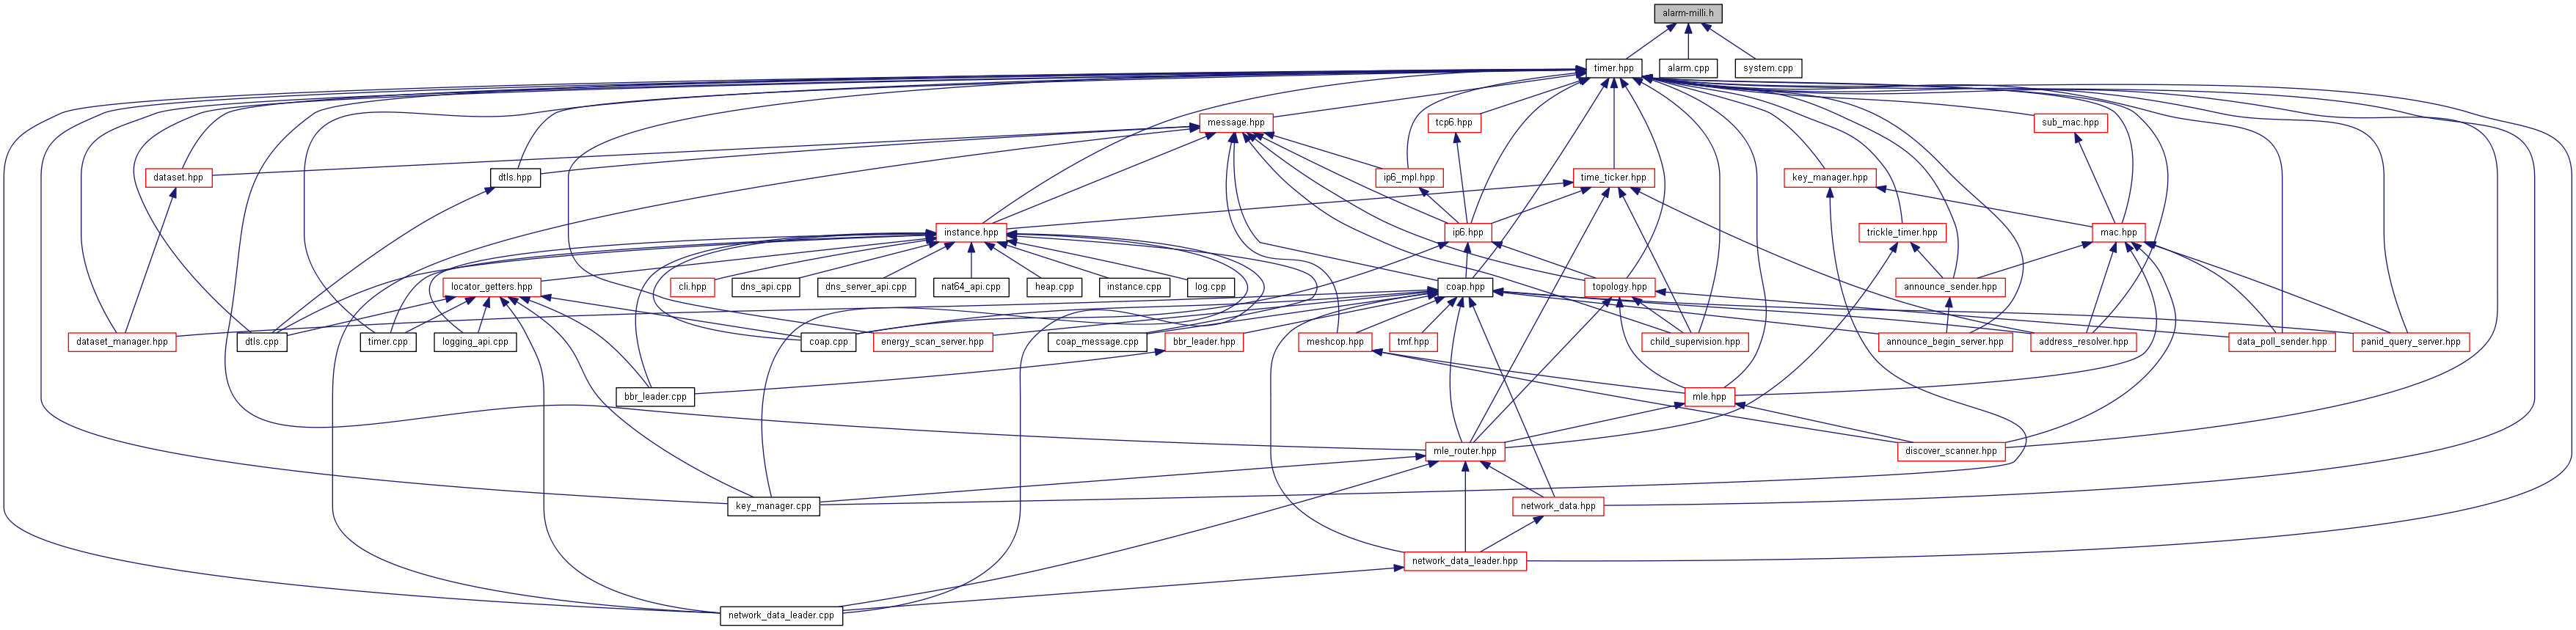 alarm-milli.h
timer.hpp
alarm.cpp
system.cpp
message.hpp
tcp6.hpp
sub_mac.hpp
dataset.hpp
dtls.hpp
ip6_mpl.hpp
time_ticker.hpp
key_manager.hpp
instance.hpp
ip6.hpp
trickle_timer.hpp
mac.hpp
locator_getters.hpp
cli.hpp
dns_api.cpp
dns_server_api.cpp
nat64_api.cpp
heap.cpp
instance.cpp
log.cpp
coap.hpp
topology.hpp
announce_sender.hpp
dataset_manager.hpp
dtls.cpp
timer.cpp
logging_api.cpp
coap.cpp
energy_scan_server.hpp
coap_message.cpp
bbr_leader.hpp
meshcop.hpp
tmf.hpp
child_supervision.hpp
announce_begin_server.hpp
address_resolver.hpp
data_poll_sender.hpp
panid_query_server.hpp
bbr_leader.cpp
mle.hpp
mle_router.hpp
discover_scanner.hpp
key_manager.cpp
network_data.hpp
network_data_leader.hpp
network_data_leader.cpp